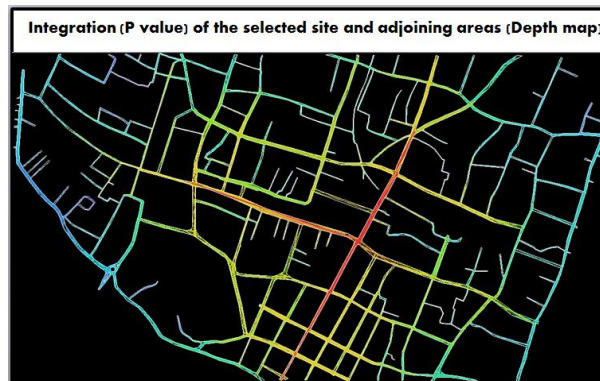 Integration (P value) of the selected site and adjoining areas (Depth map)